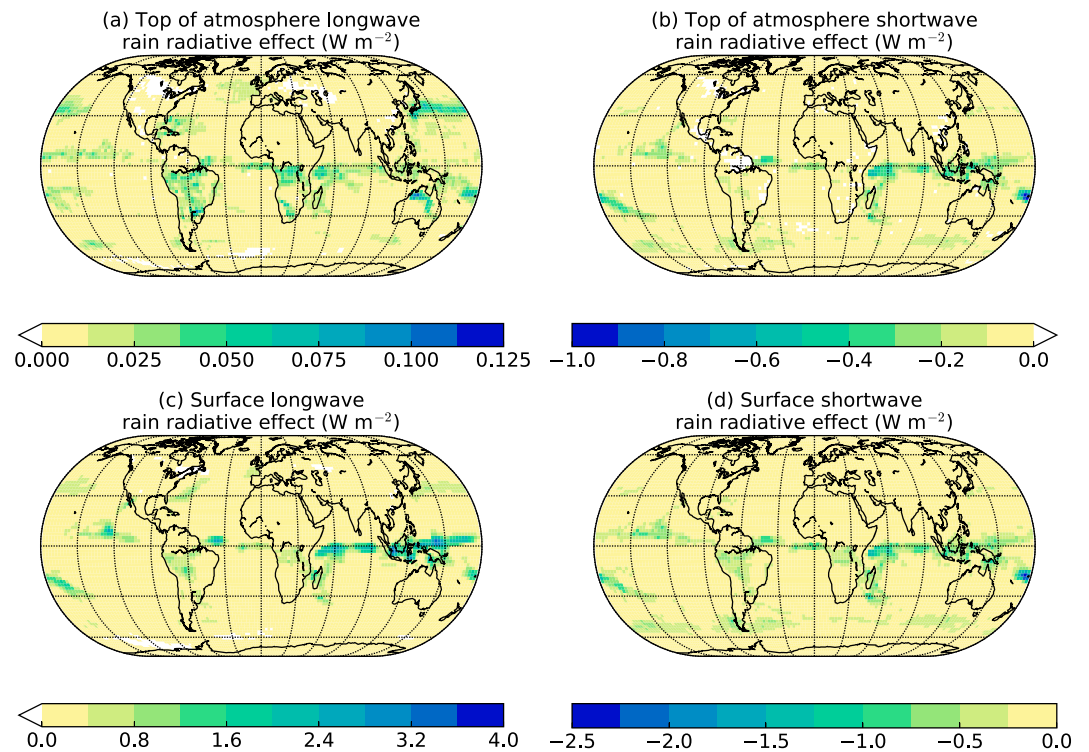 (a) Top of atmosphere longwave
rain radiative effect (W m⁻²)
(b) Top of atmosphere shortwave
rain radiative effect (W m⁻²)
0.000 0.025 0.050 0.075 0.100 0.125
−1.0 −0.8 −0.6 −0.4 −0.2 0.0
(c) Surface longwave
rain radiative effect (W m⁻²)
(d) Surface shortwave
rain radiative effect (W m⁻²)
0.0 0.8 1.6 2.4 3.2 4.0
−2.5 −2.0 −1.5 −1.0 −0.5 0.0